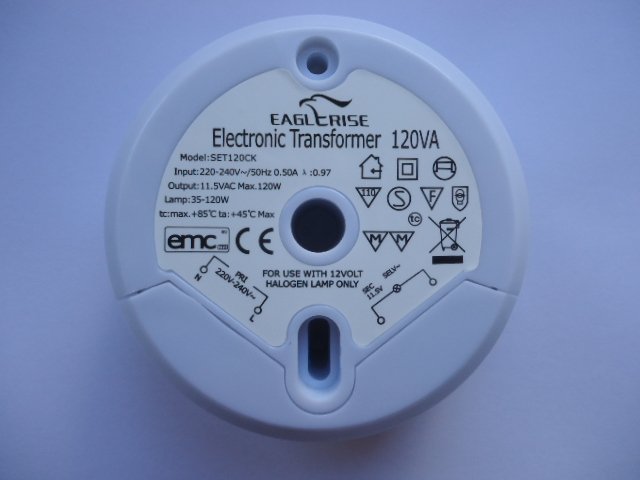 EAGLERISE
Electronic Transformer 120VA
Model:SET120CK
Input:220-240V~/50Hz 0.50A λ:0.97
Output:11.5VAC Max.120W
Lamp:35-120W
tc:max.+85℃ ta:+45℃ Max
110
S
F
tc
M M
emc
CE
FOR USE WITH 12VOLT
HALOGEN LAMP ONLY
PRI
220V-240V~
N
L
SEC
11.5V
SELV~